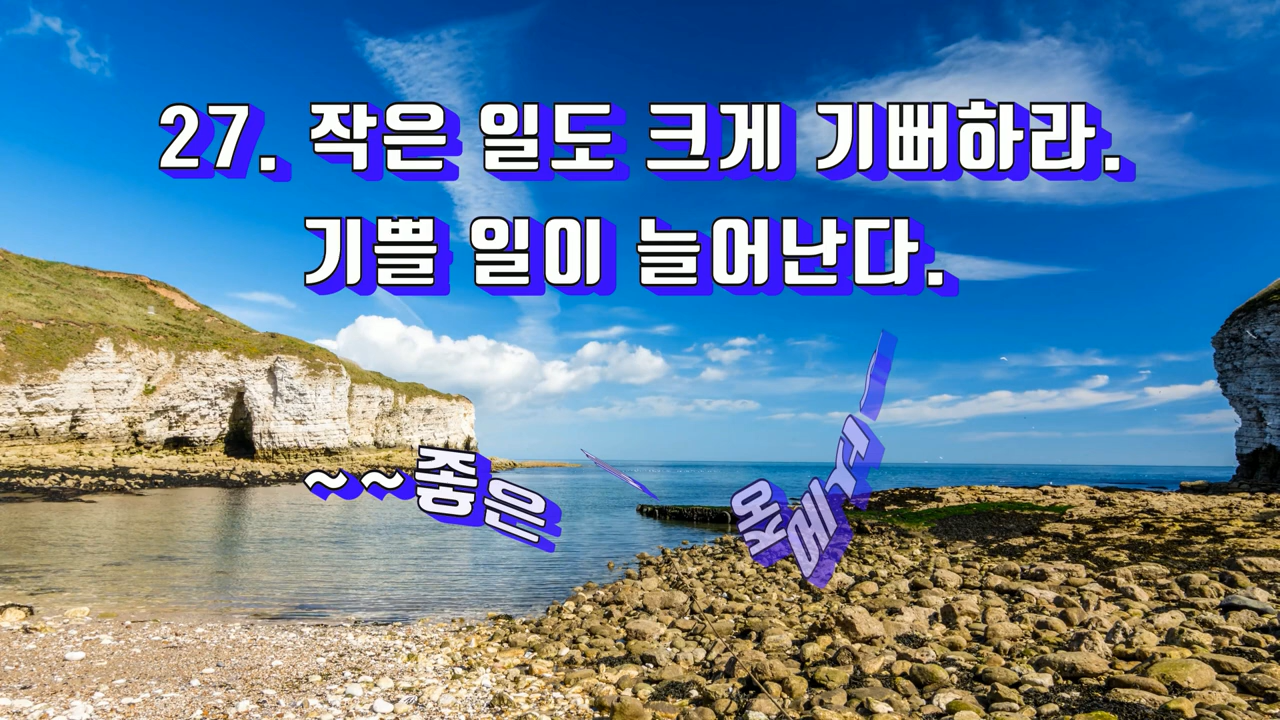 27. 작은 일도 크게 기뻐하라.
기쁠 일이 늘어난다.
~~좋은